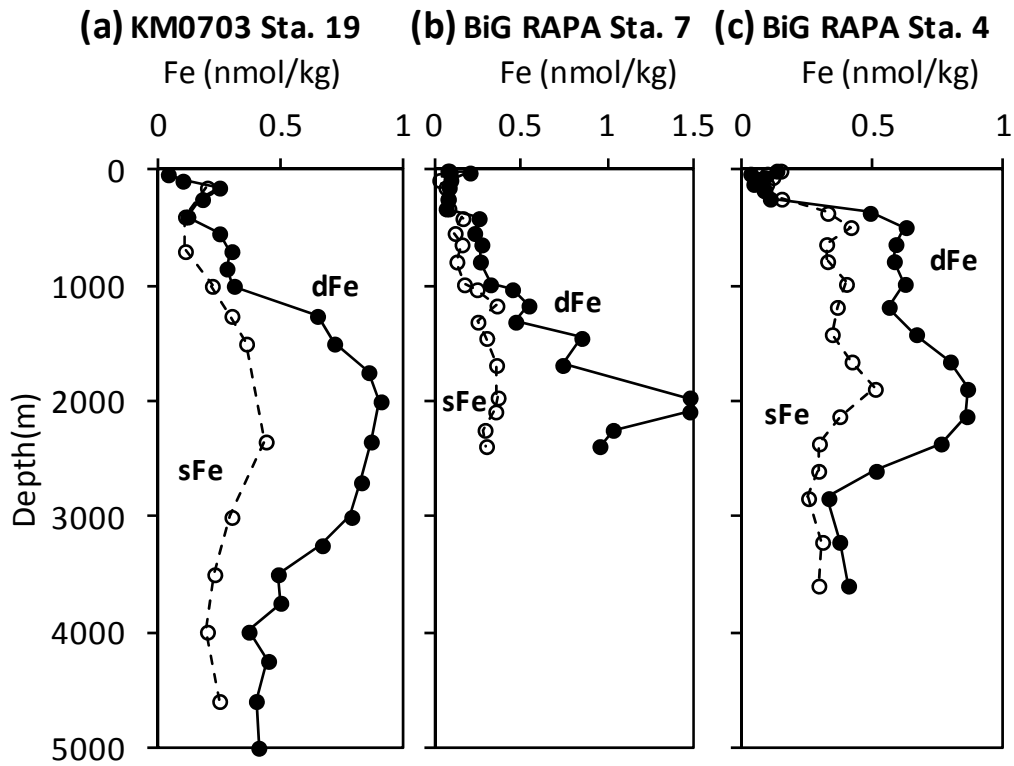 (a) KM0703 Sta. 19 (b) BiG RAPA Sta. 7 (c) BiG RAPA Sta. 4
Fe (nmol/kg) Fe (nmol/kg) Fe (nmol/kg)
0 0.5 1 0 0.5 1 1.5 0 0.5 1
0
1000
2000
3000
4000
5000
Depth(m)
dFe
sFe
dFe
sFe
dFe
sFe